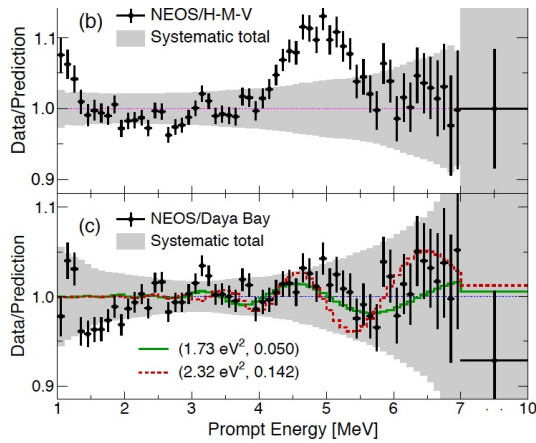 (b)
NEOS/H-M-V
Systematic total
Data/Prediction
1.1
1.0
0.9
(c)
NEOS/Daya Bay
Systematic total
Data/Prediction
1.1
1.0
0.9
(1.73 eV², 0.050)
(2.32 eV², 0.142)
1 2 3 4 5 6 7 10
Prompt Energy [MeV]